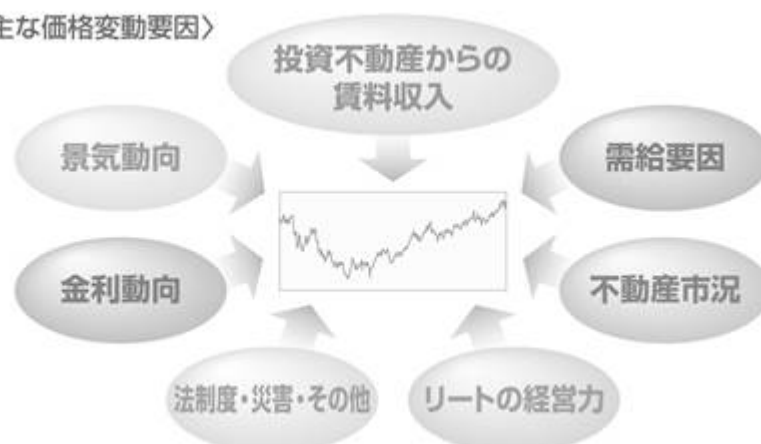 主な価格変動要因〉
投資不動産からの
賃料収入
景気動向
需給要因
金利動向
不動産市況
法制度・災害・その他
リートの経営力